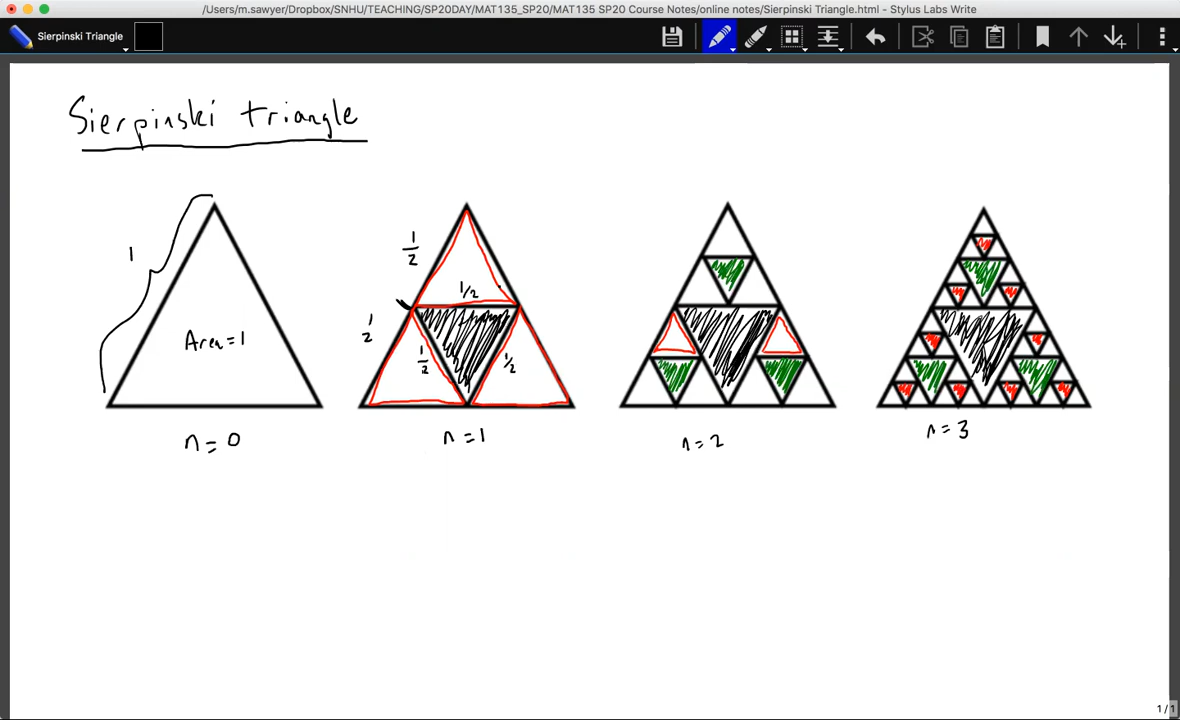 /Users/m.sawyer/Dropbox/SNHU/TEACHING/SP20DAY/MAT135_SP20/MAT135 SP20 Course Notes/online notes/Sierpinski Triangle.html - Stylus Labs Write
Sierpinski Triangle
Sierpinski triangle
1
Area=1
n=0
1/2
1/2
1/2
1/2
1/2
n=1
n=2
n=3
1/1